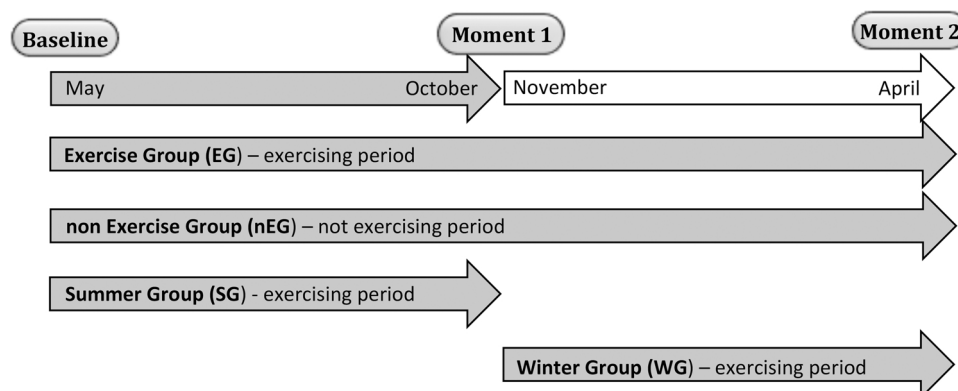 Baseline
Moment 1
Moment 2
May October November April
Exercise Group (EG) – exercising period
non Exercise Group (nEG) – not exercising period
Summer Group (SG) - exercising period
Winter Group (WG) – exercising period